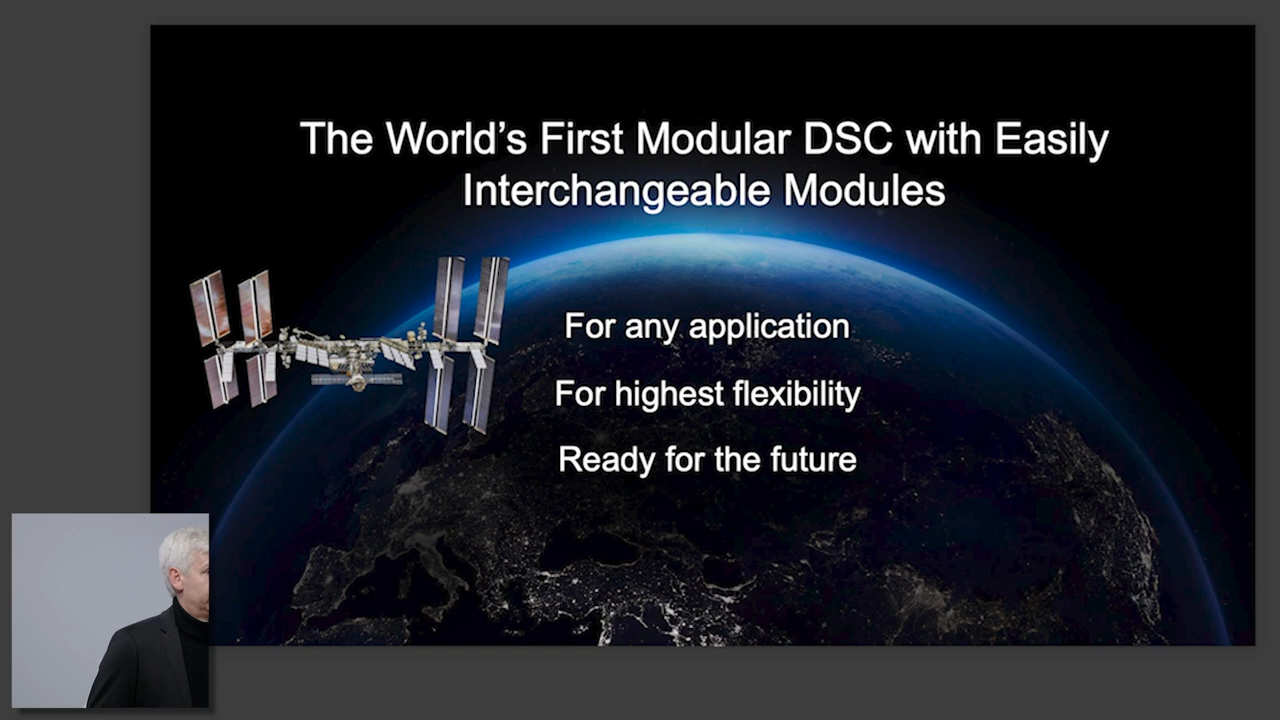 The World’s First Modular DSC with Easily
Interchangeable Modules
For any application
For highest flexibility
Ready for the future